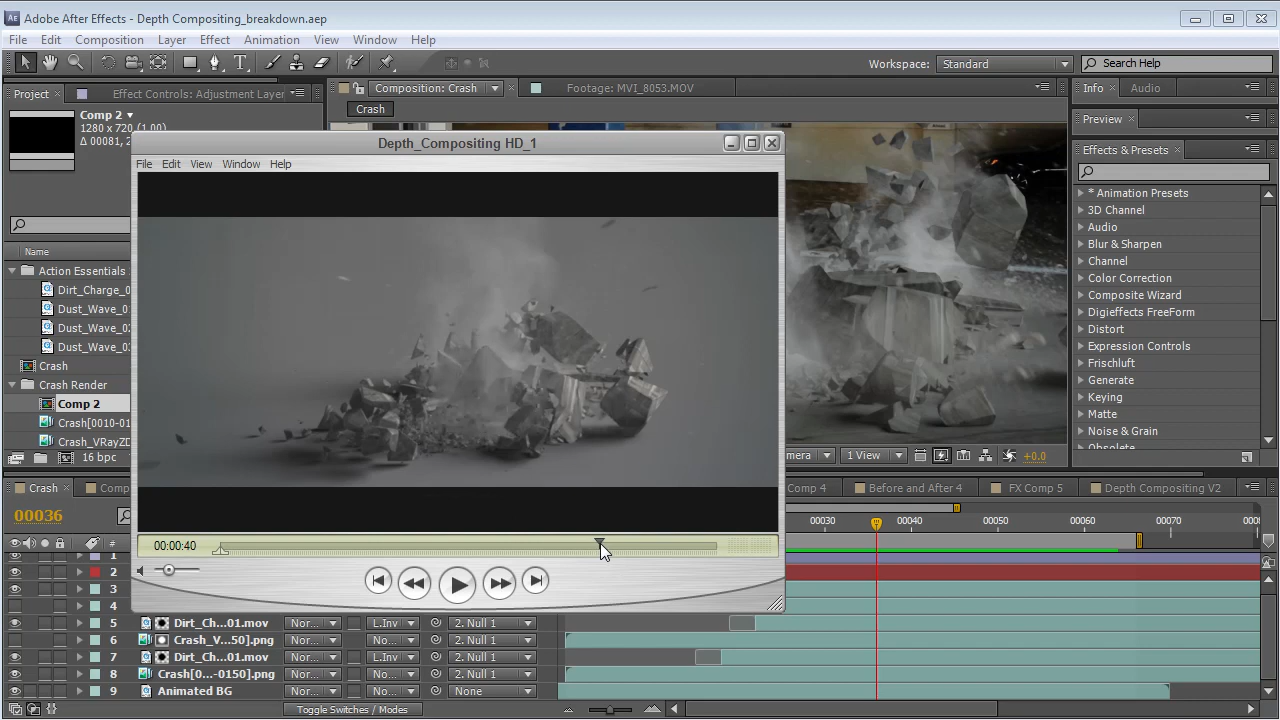 Adobe After Effects - Depth Compositing_breakdown.aep
File Edit Composition Layer Effect Animation View Window Help
Workspace: Standard Search Help
Project Effect Controls: Adjustment Layer
Composition: Crash Footage: MVI_8053.MOV
Info Audio
Crash
Comp 2
1280 x 720 (1.00)
Δ 00081, 2
Preview
Effects & Presets
* Animation Presets
3D Channel
Audio
Blur & Sharpen
Channel
Color Correction
Composite Wizard
Digieffects FreeForm
Distort
Expression Controls
Frischluft
Generate
Keying
Matte
Noise & Grain
Obsolete
Name
Action Essentials
Dirt_Charge_0
Dust_Wave_01
Dust_Wave_02
Dust_Wave_03
Crash
Crash Render
Comp 2
Crash[0010-01
Crash_VRayZD
16 bpc
Depth_Compositing HD_1
File Edit View Window Help
00:00:40
mera 1 View +0.0
Crash Comp Comp 4 Before and After 4 FX Comp 5 Depth Compositing V2
00036
00030 00040 00050 00060 00070
#
1
2
3
4
5 Dirt_Ch...01.mov Nor... L.Inv 2. Null 1
6 Crash_V...50].png No... 2. Null 1
7 Dirt_Ch...01.mov Nor... L.Inv 2. Null 1
8 Crash[0...-0150].png Nor... No... 2. Null 1
9 Animated BG Nor... No... None
Toggle Switches / Modes